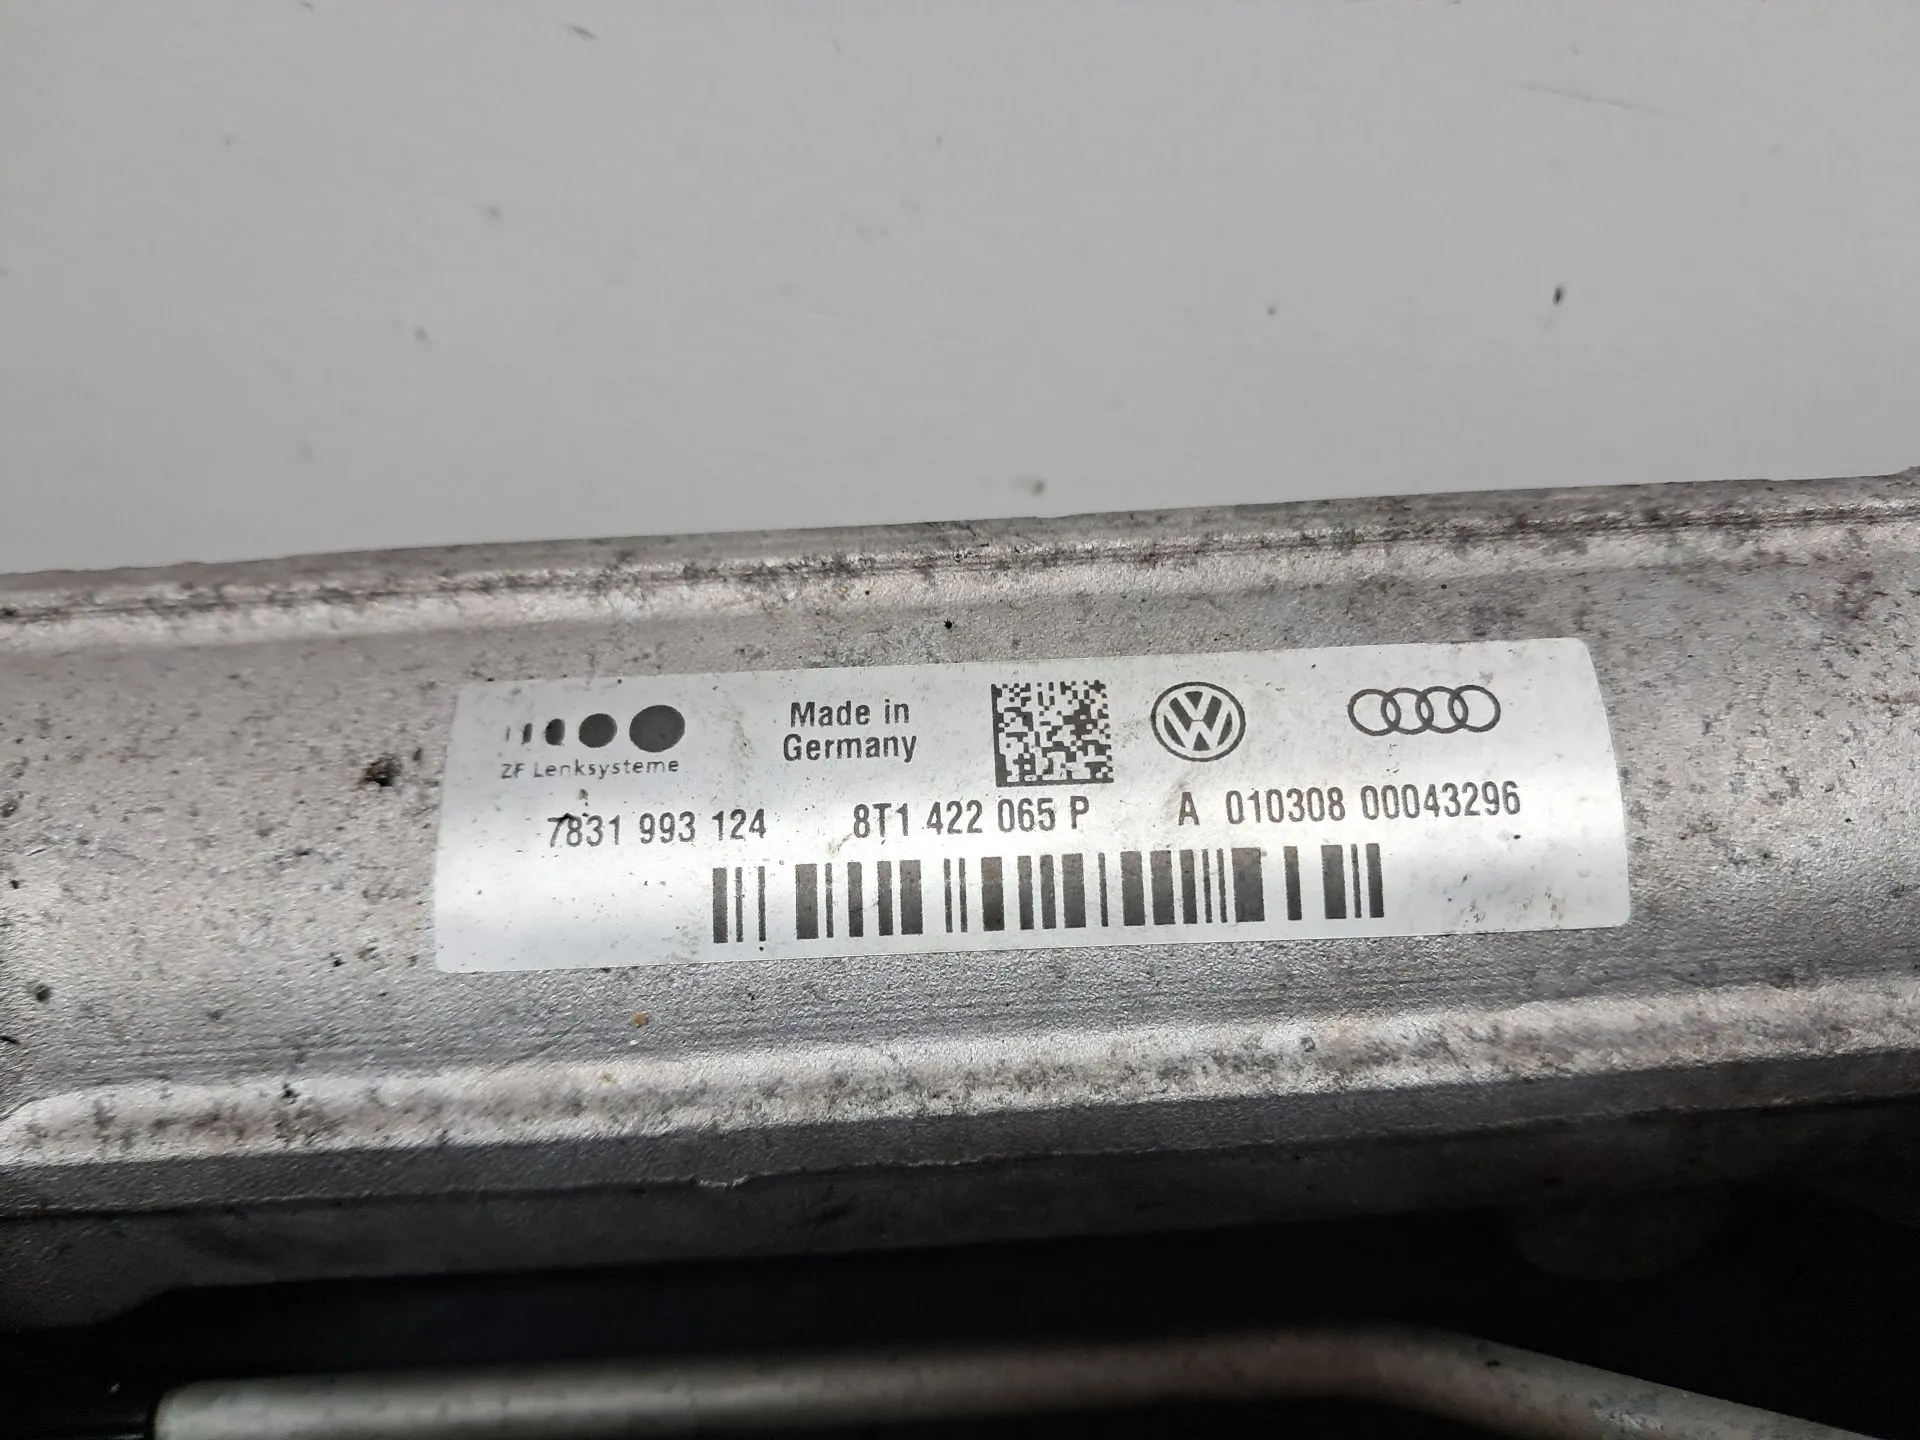 Made in
Germany
ZF Lenksysteme
7831 993 124 8T1 422 065 P A 010308 00043296